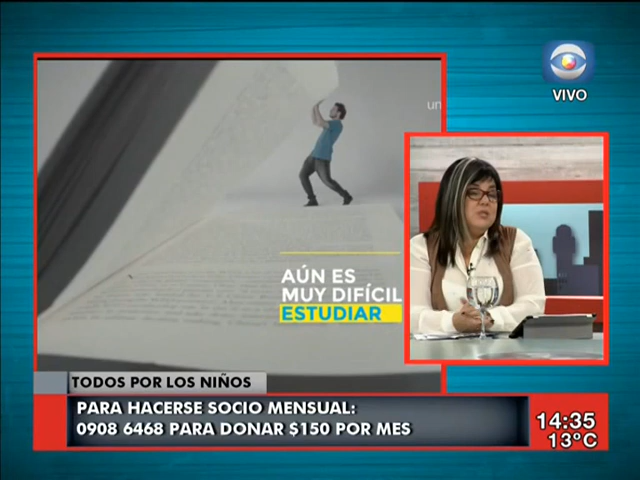 VIVO
un
AÚN ES
MUY DIFÍCIL
ESTUDIAR
TODOS POR LOS NIÑOS
PARA HACERSE SOCIO MENSUAL:
0908 6468 PARA DONAR $150 POR MES
14:35
13°C